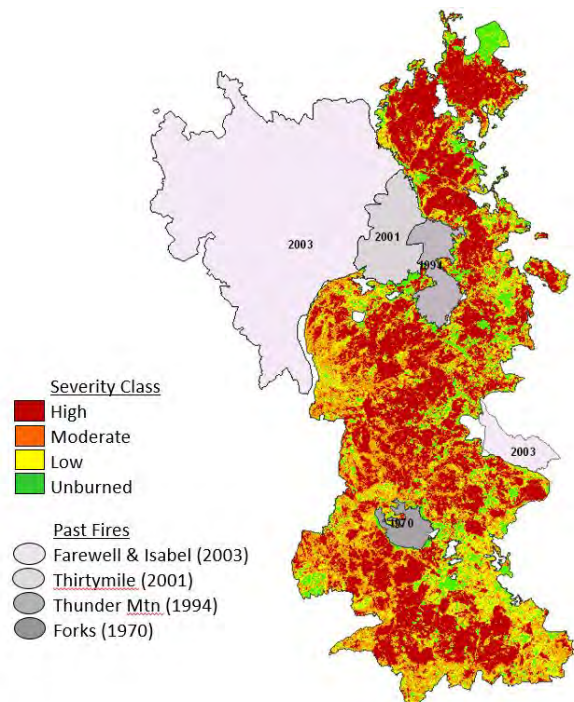 2003
2001
1994
2003
1970
Severity Class
High
Moderate
Low
Unburned
Past Fires
Farewell & Isabel (2003)
Thirtymile (2001)
Thunder Mtn (1994)
Forks (1970)